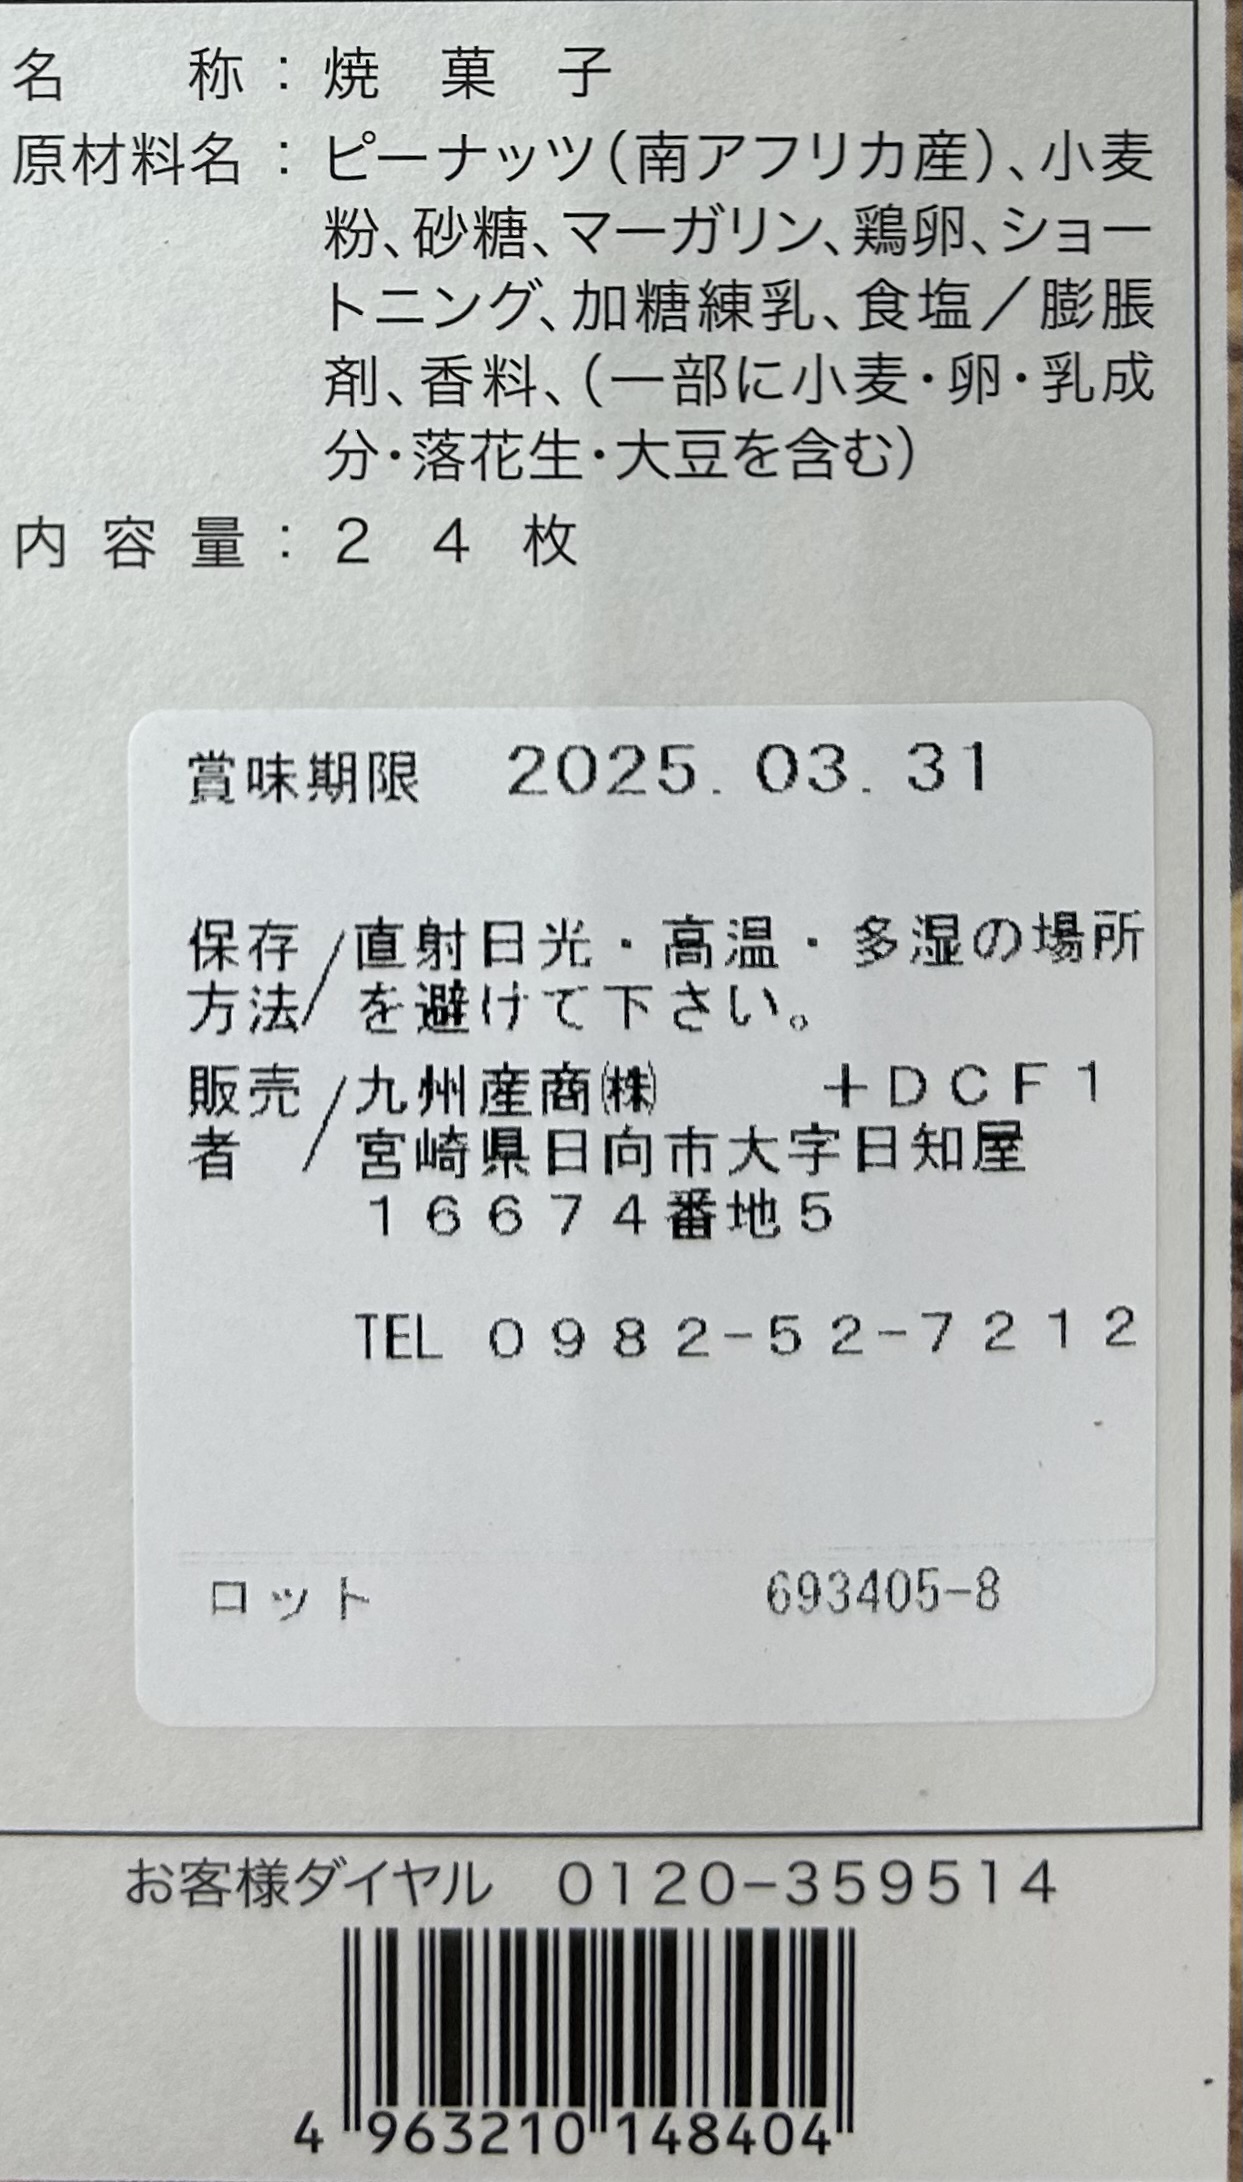 名称：焼菓子
原材料名：ピーナッツ（南アフリカ産）、小麦
粉、砂糖、マーガリン、鶏卵、ショー
トニング、加糖練乳、食塩／膨脹
剤、香料、（一部に小麦・卵・乳成
分・落花生・大豆を含む）
内容量：２４枚
賞味期限 2025. 03. 31
保存方法／直射日光・高温・多湿の場所
を避けて下さい。
販売者／九州産商㈱ ＋ＤＣＦ１
宮崎県日向市大字日知屋
１６６７４番地５
TEL ０９８２−５２−７２１２
ロット 693405-8
お客様ダイヤル 0120−359514
4 963210 148404